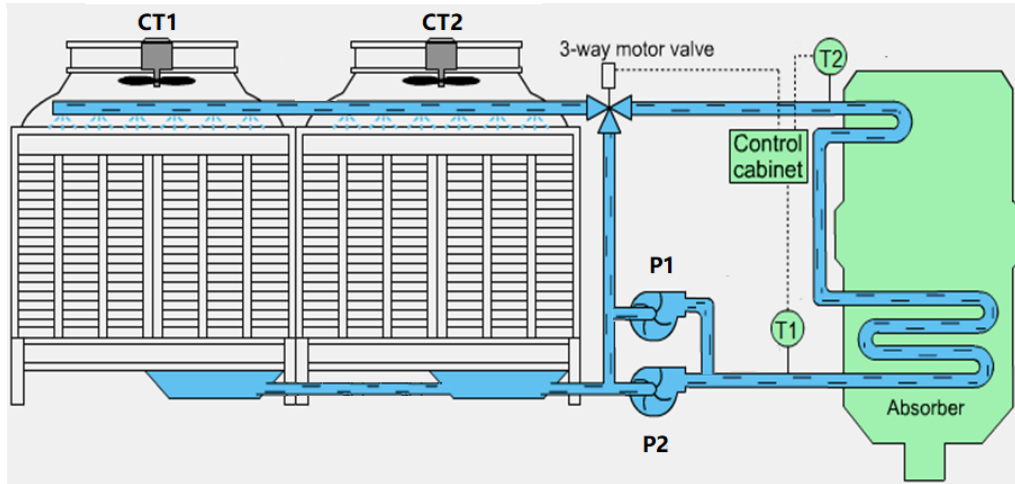 CT1
CT2
3-way motor valve
T2
Control
cabinet
P1
T1
Absorber
P2